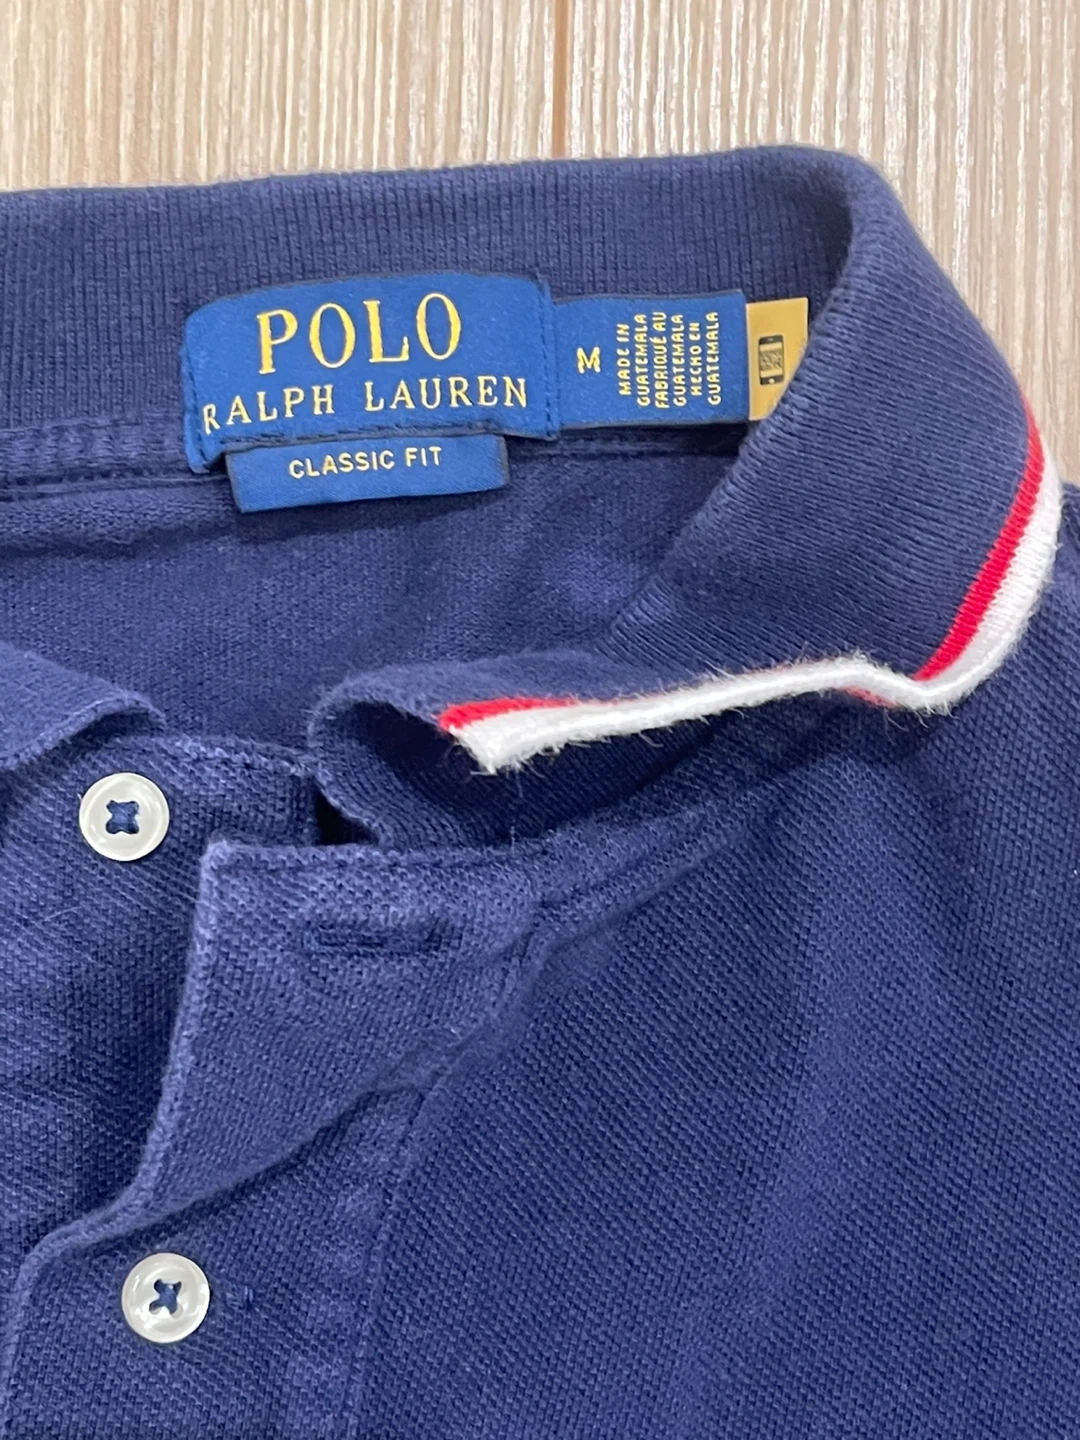 POLO
RALPH LAUREN
CLASSIC FIT
M
MADE IN
GUATEMALA
FABRIQUÉ AU
GUATEMALA
HECHO EN
GUATEMALA